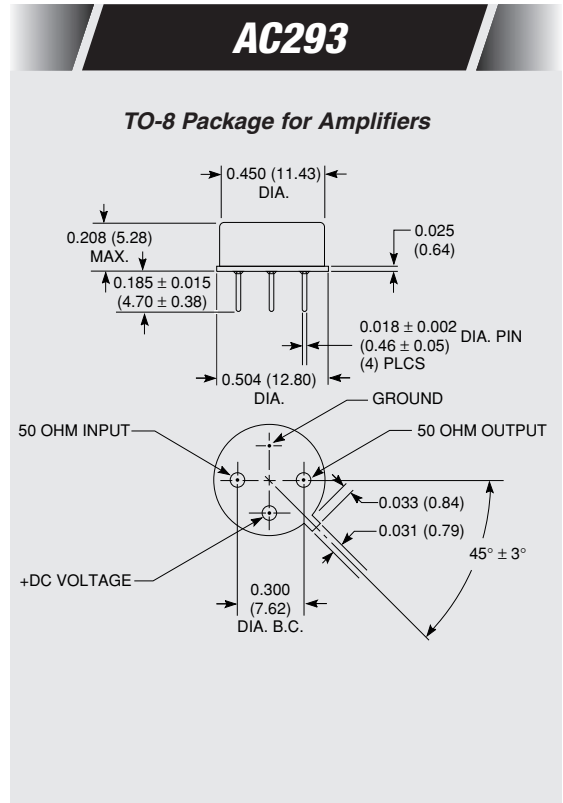 AC293
TO-8 Package for Amplifiers
0.450 (11.43)
DIA.
0.208 (5.28)
MAX.
0.025
(0.64)
0.185 ± 0.015
(4.70 ± 0.38)
0.018 ± 0.002
(0.46 ± 0.05)
DIA. PIN
(4) PLCS
0.504 (12.80)
DIA.
GROUND
50 OHM INPUT
50 OHM OUTPUT
0.033 (0.84)
0.031 (0.79)
45° ± 3°
+DC VOLTAGE
0.300
(7.62)
DIA. B.C.